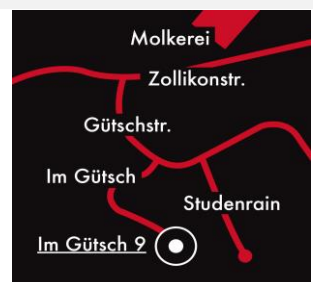 Molkerei
Zollikonstr.
Gütschstr.
Im Gütsch
Studenrain
Im Gütsch 9